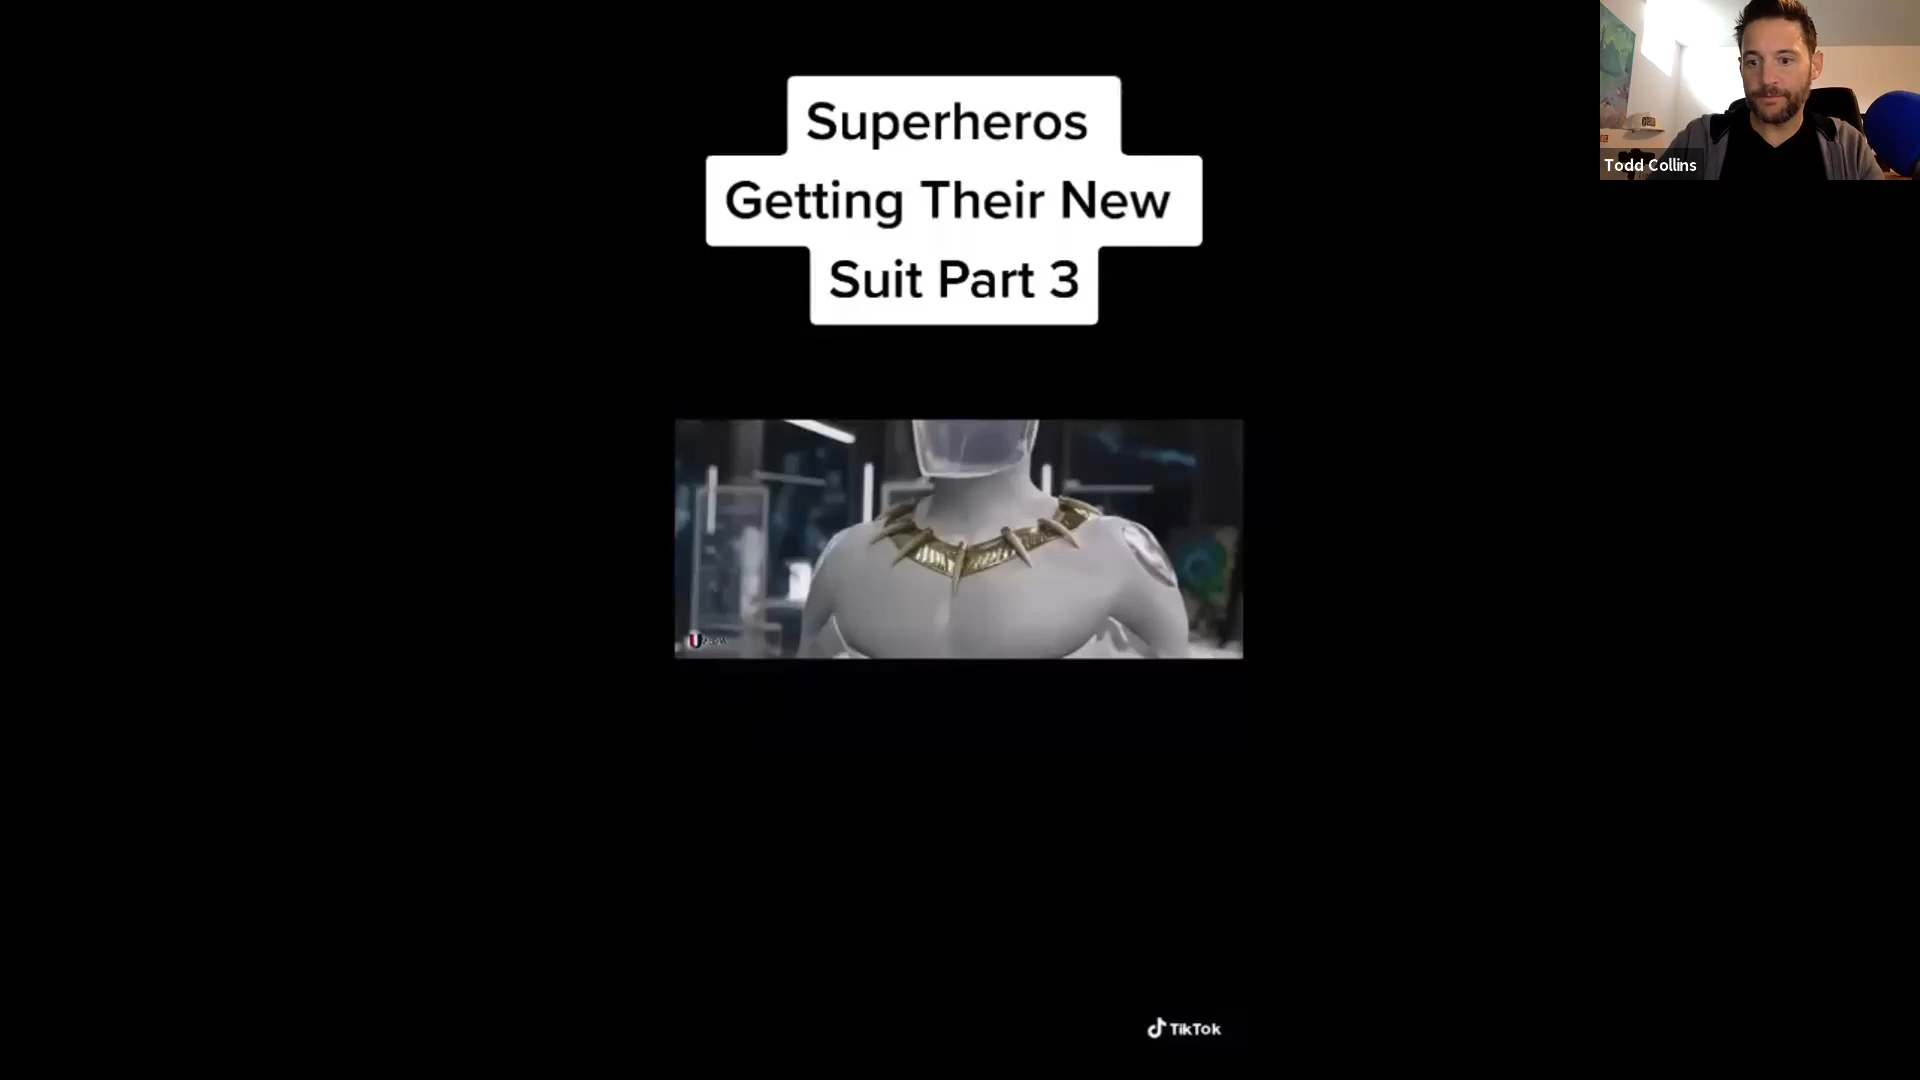 Superheros
Getting Their New
Suit Part 3
Todd Collins
TikTok